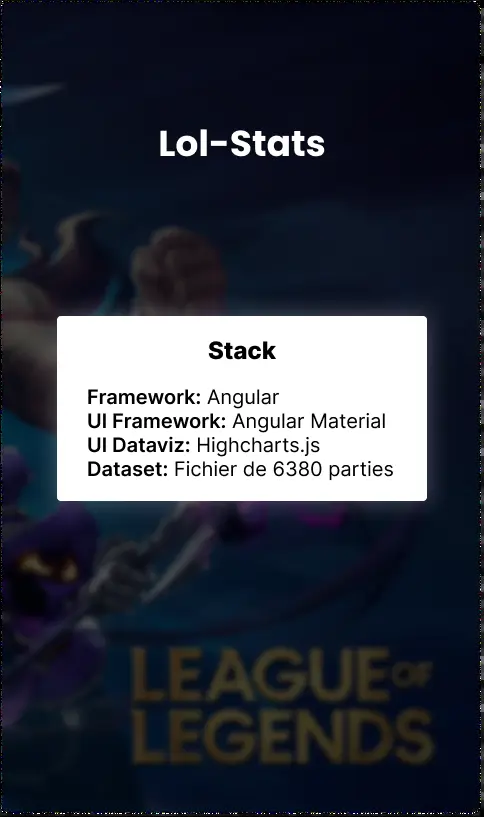 Lol-Stats
Stack
Framework: Angular
UI Framework: Angular Material
UI Dataviz: Highcharts.js
Dataset: Fichier de 6380 parties
LEAGUE OF
LEGENDS